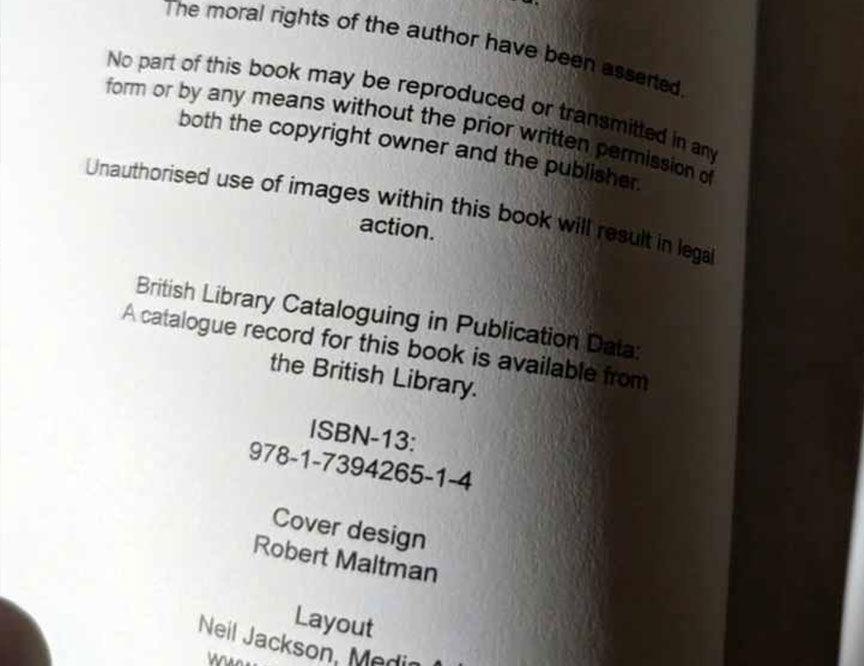 The moral rights of the author have been asserted.
No part of this book may be reproduced or transmitted in any
form or by any means without the prior written permission of
both the copyright owner and the publisher.
Unauthorised use of images within this book will result in legal
action.
British Library Cataloguing in Publication Data:
A catalogue record for this book is available from
the British Library.
ISBN-13:
978-1-7394265-1-4
Cover design
Robert Maltman
Layout
Neil Jackson, Media